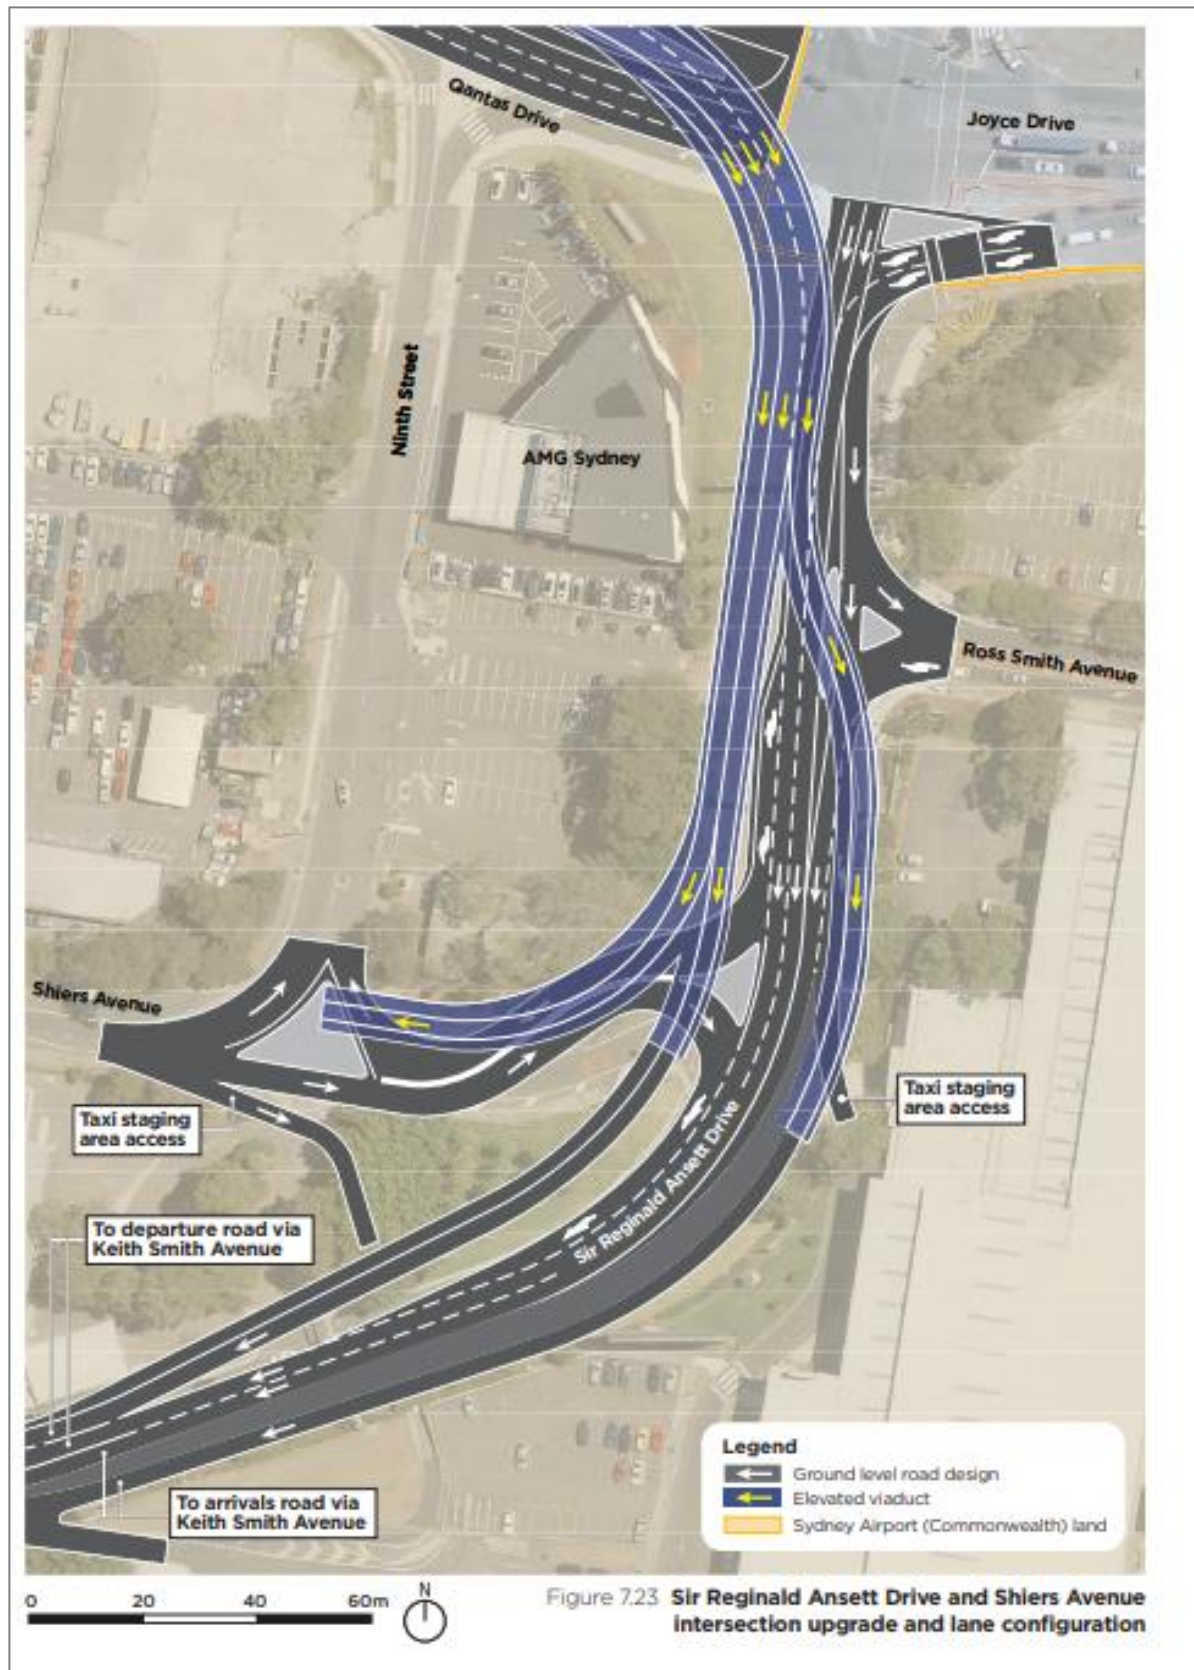 Qantas Drive
Joyce Drive
Ninth Street
AMG Sydney
Ross Smith Avenue
Shiers Avenue
Taxi staging
area access
Taxi staging
area access
To departure road via
Keith Smith Avenue
Sir Reginald Ansett Drive
To arrivals road via
Keith Smith Avenue
Legend
Ground level road design
Elevated viaduct
Sydney Airport (Commonwealth) land
0 20 40 60m
N
Figure 7.23 Sir Reginald Ansett Drive and Shiers Avenue
intersection upgrade and lane configuration